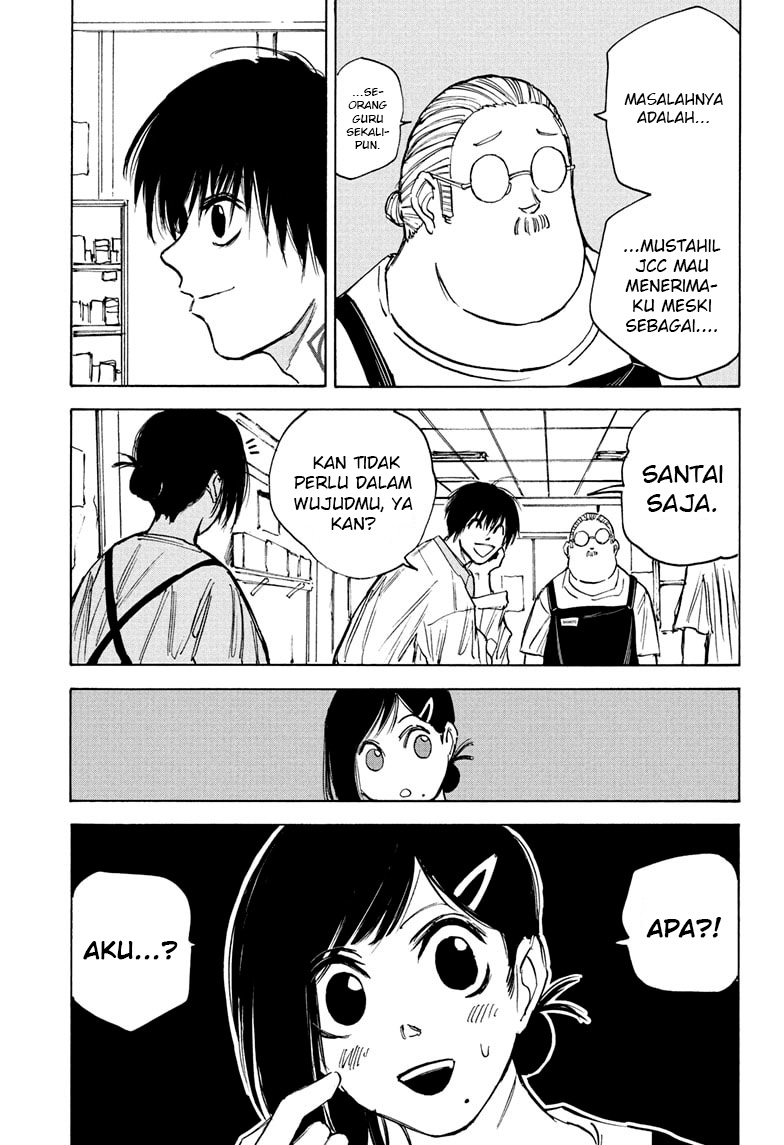 MASALAHNYA
ADALAH...
...MUSTAHIL
JCC MAU
MENERIMA-
KU MESKI
SEBAGAI....
...SE-
ORANG
GURU
SEKALI-
PUN.
SANTAI
SAJA.
KAN TIDAK
PERLU DALAM
WUJUDMU, YA
KAN?
APA?!
AKU...?